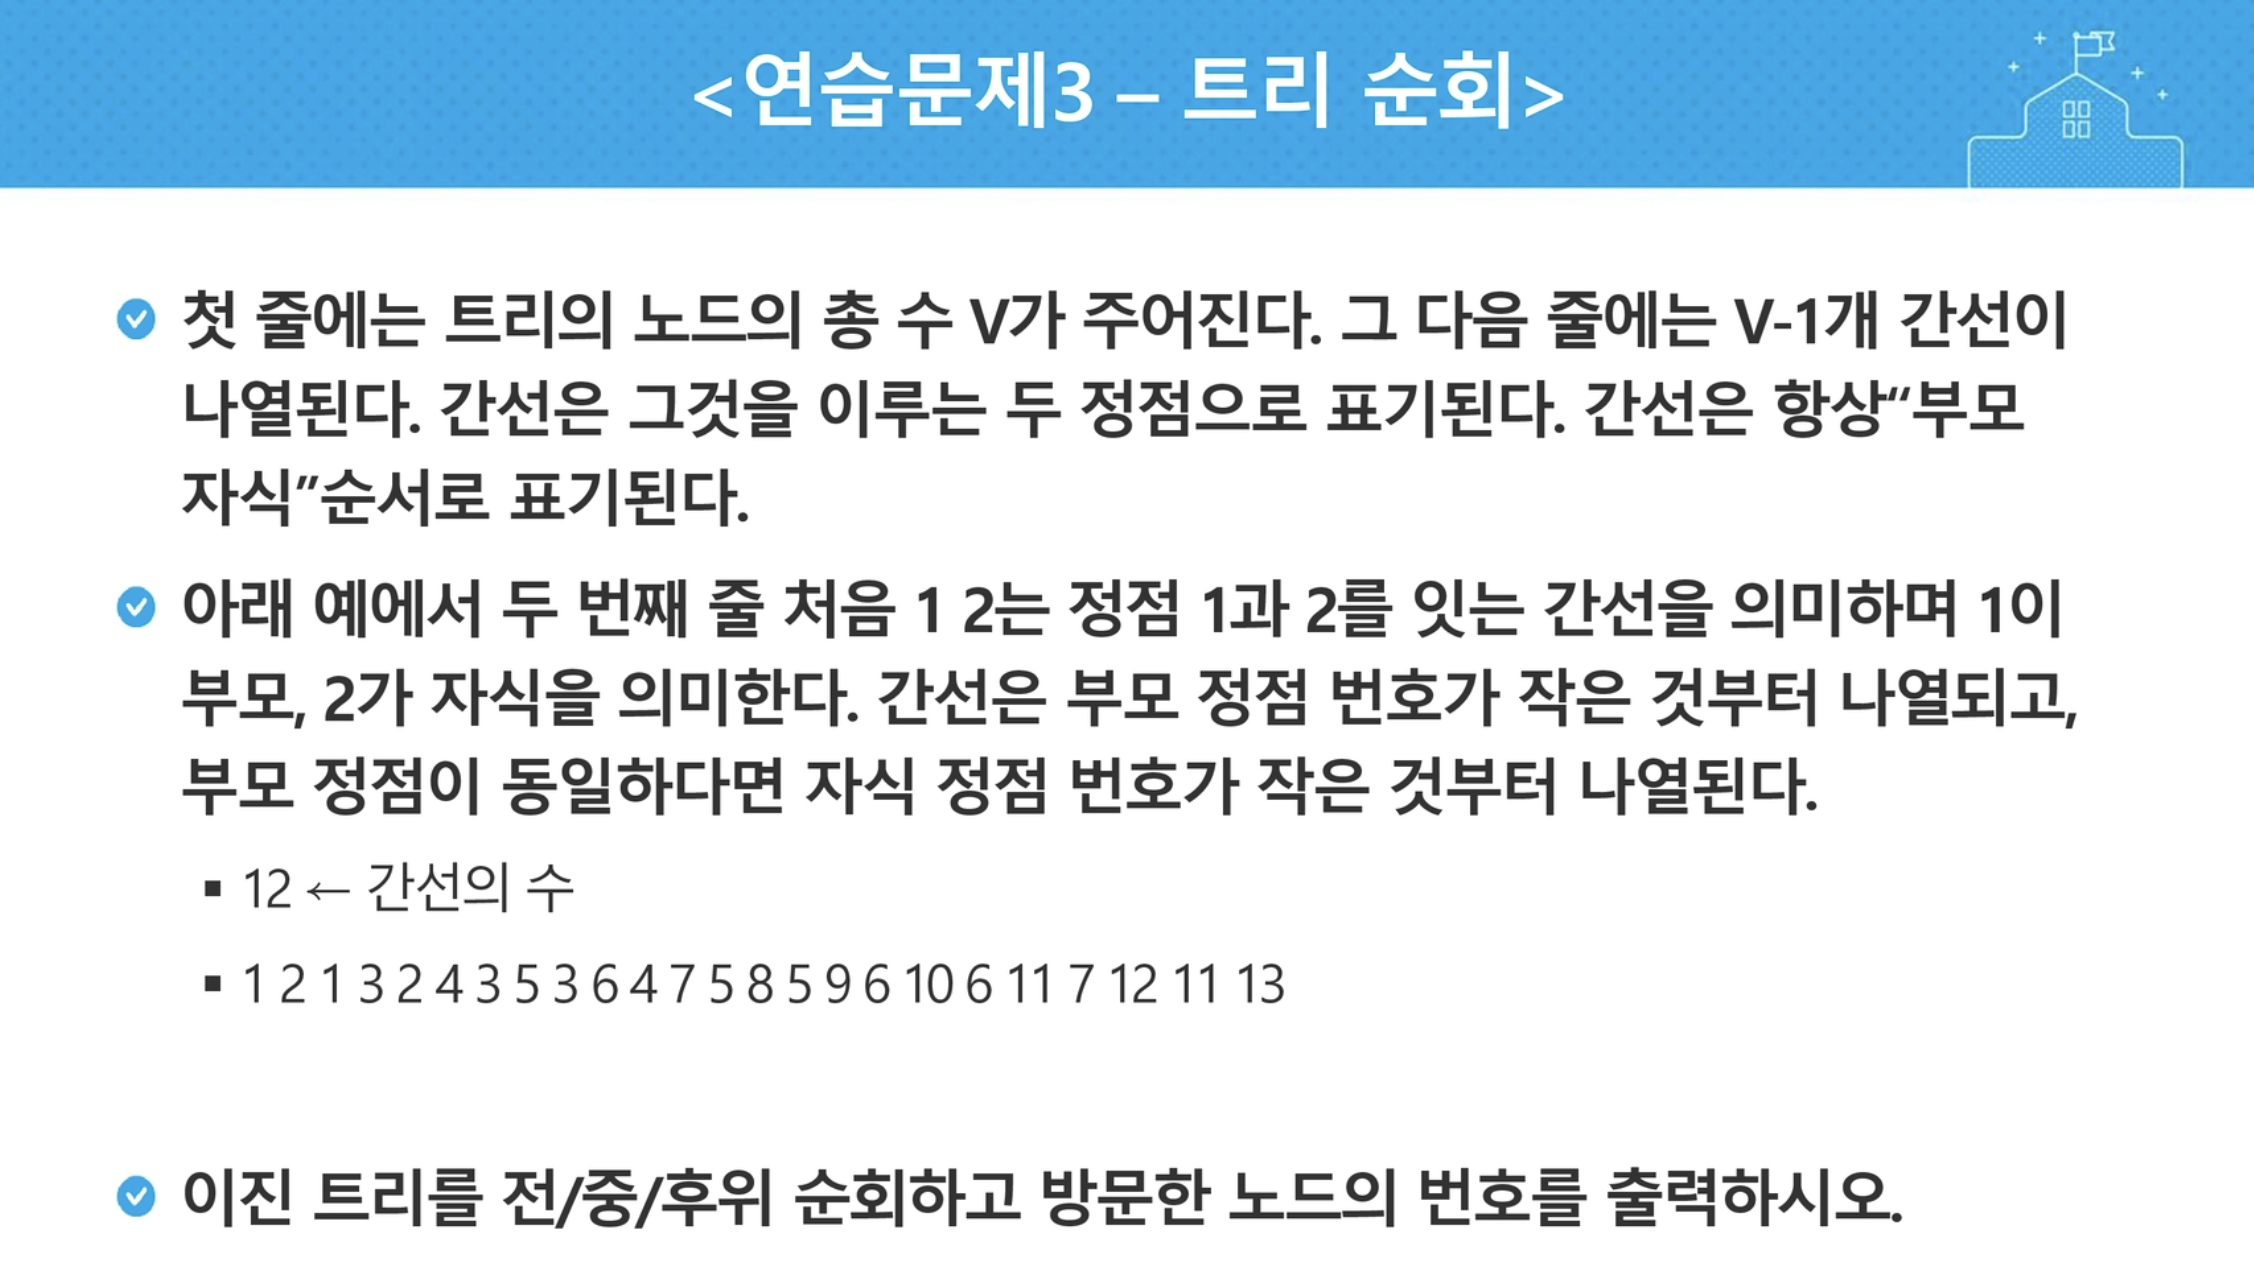 <연습문제3 – 트리 순회>
첫 줄에는 트리의 노드의 총 수 V가 주어진다. 그 다음 줄에는 V-1개 간선이
나열된다. 간선은 그것을 이루는 두 정점으로 표기된다. 간선은 항상“부모
자식”순서로 표기된다.
아래 예에서 두 번째 줄 처음 1 2는 정점 1과 2를 잇는 간선을 의미하며 1이
부모, 2가 자식을 의미한다. 간선은 부모 정점 번호가 작은 것부터 나열되고,
부모 정점이 동일하다면 자식 정점 번호가 작은 것부터 나열된다.
▪ 12 ← 간선의 수
▪ 1 2 1 3 2 4 3 5 3 6 4 7 5 8 5 9 6 10 6 11 7 12 11 13
이진 트리를 전/중/후위 순회하고 방문한 노드의 번호를 출력하시오.